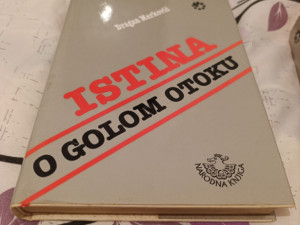 Dragan Marković
ISTINA
O GOLOM OTOKU
NARODNA KNJIGA